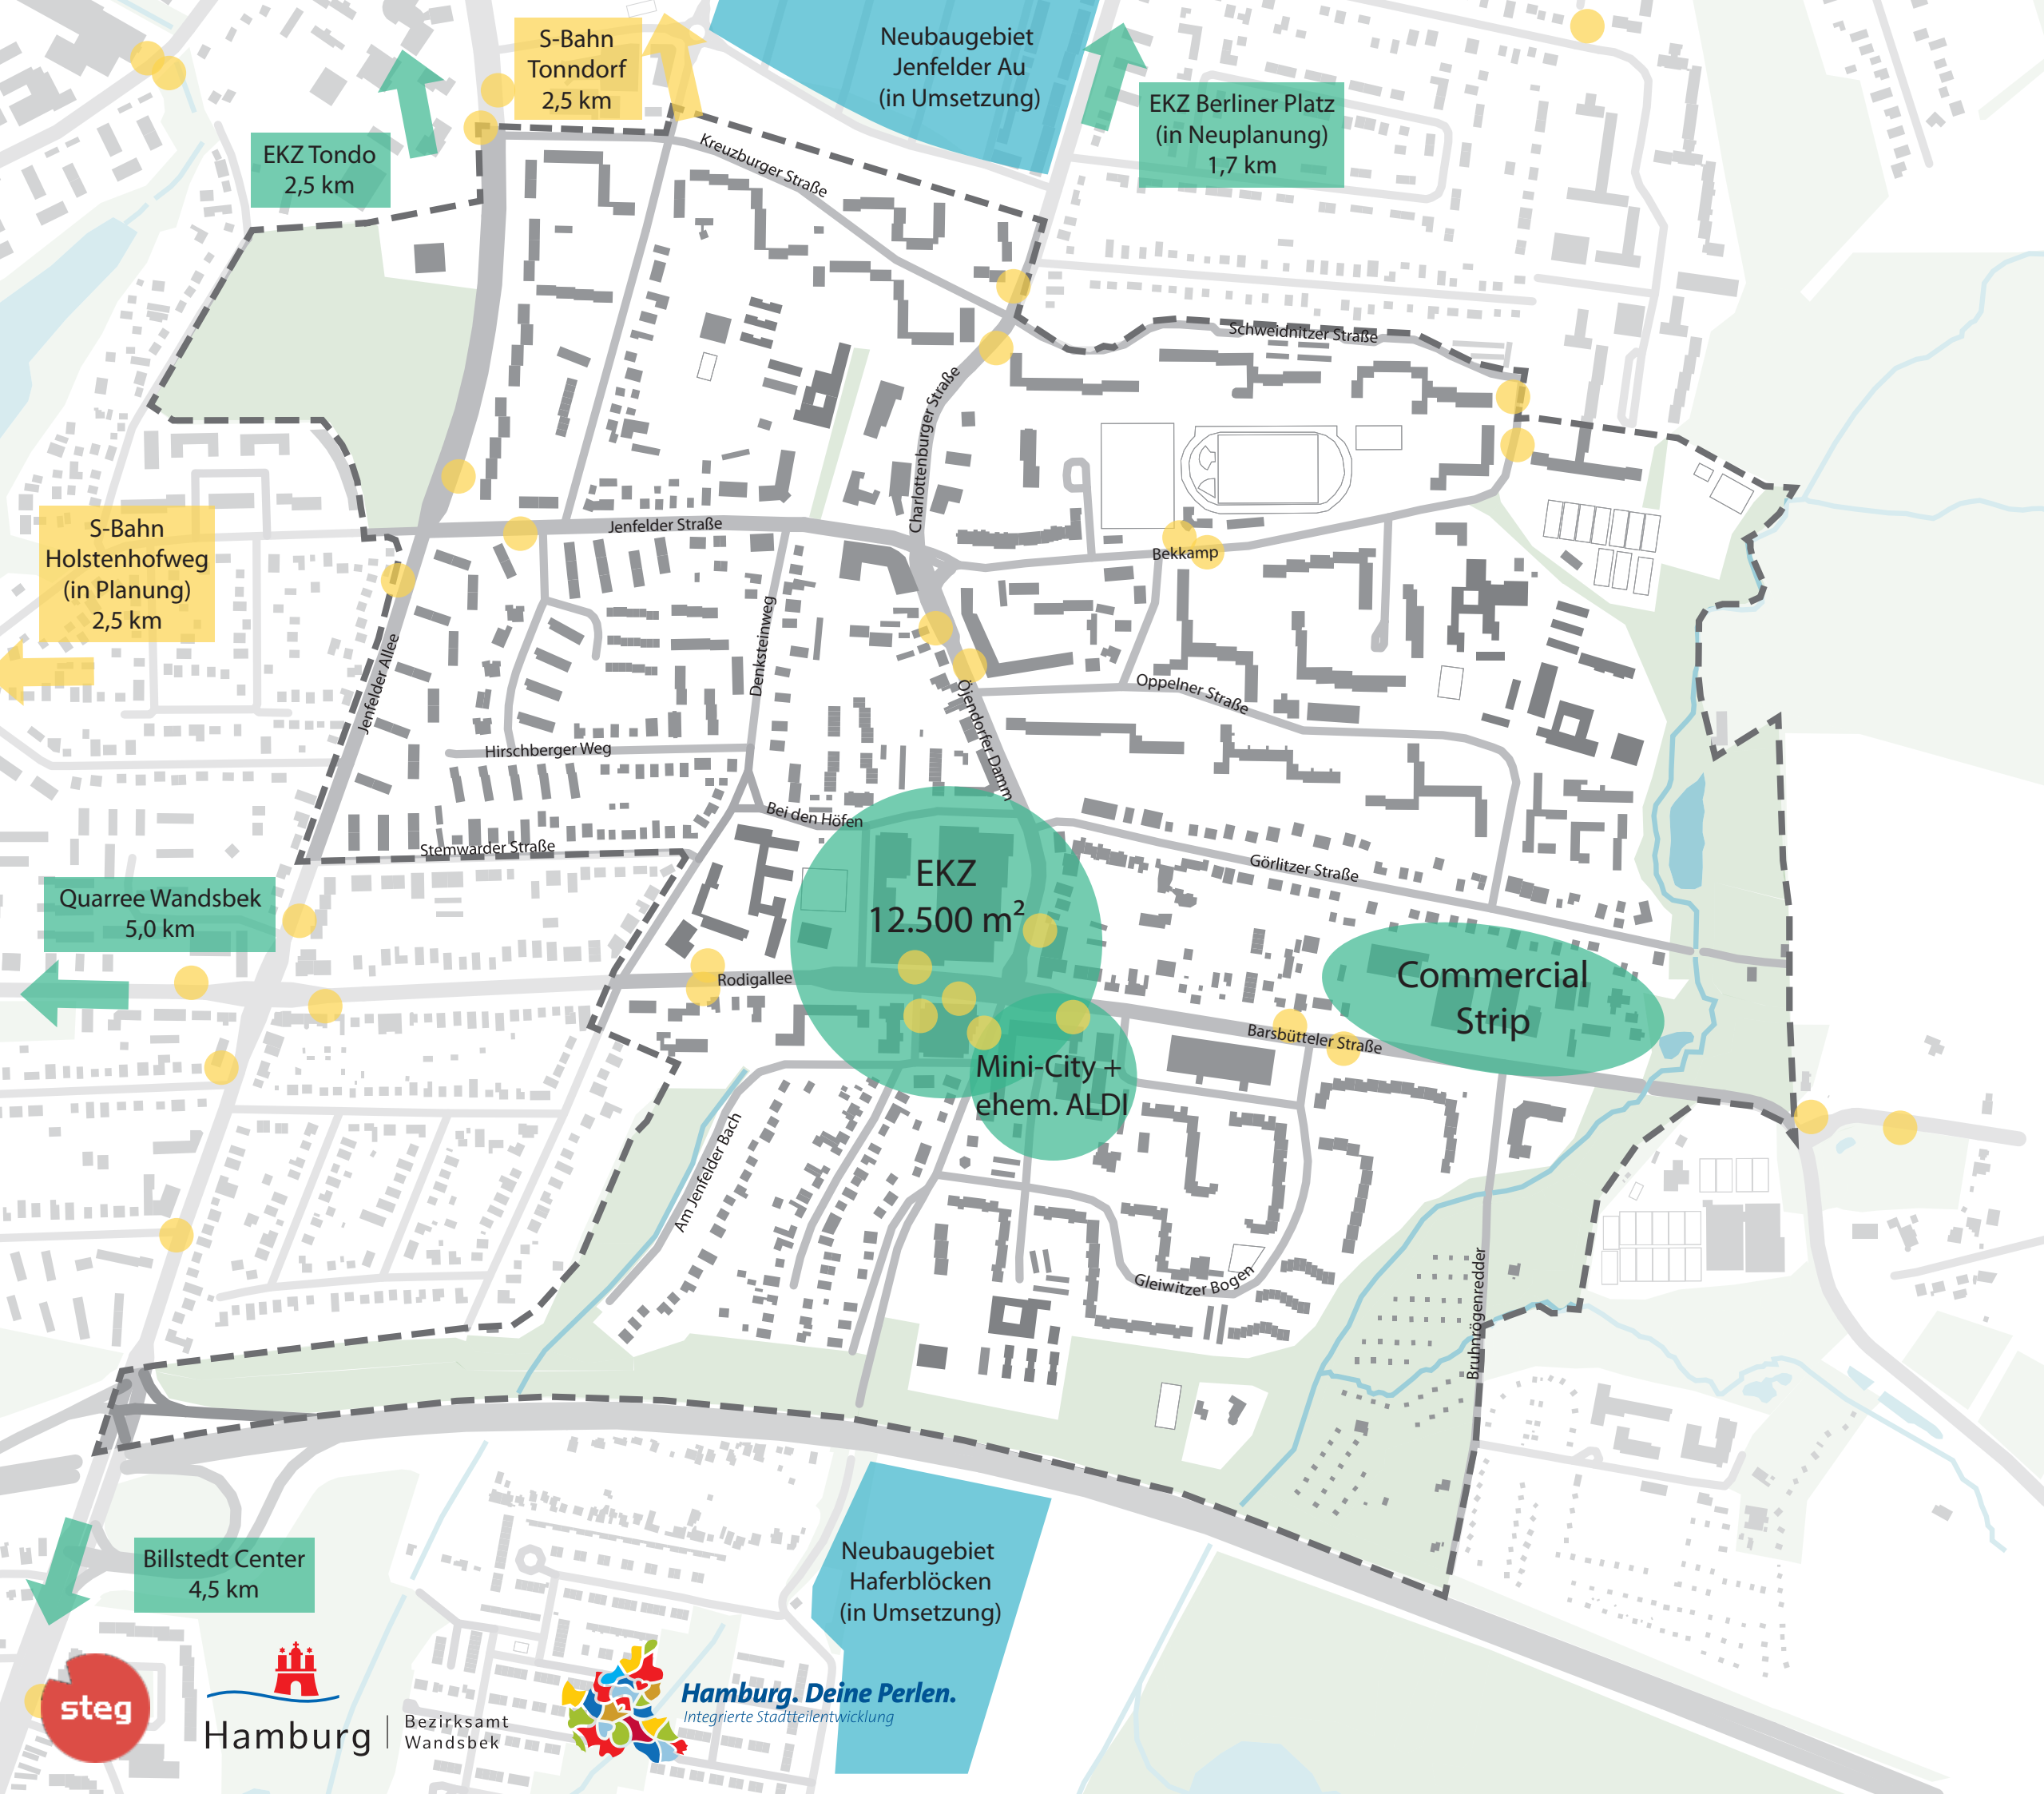 S-Bahn
Tonndorf
2,5 km
Neubaugebiet
Jenfelder Au
(in Umsetzung)
EKZ Berliner Platz
(in Neuplanung)
1,7 km
EKZ Tondo
2,5 km
Kreuzburger Straße
Schweidnitzer Straße
Charlottenburger Straße
S-Bahn
Holstenhofweg
(in Planung)
2,5 km
Jenfelder Straße
Bekkamp
Jenfelder Allee
Denksteinweg
Oppelner Straße
Öjendorfer Damm
Hirschberger Weg
Bei den Höfen
Stemwarder Straße
Görlitzer Straße
EKZ
12.500 m²
Quarree Wandsbek
5,0 km
Rodigallee
Commercial
Strip
Barsbütteler Straße
Mini-City +
ehem. ALDI
Am Jenfelder Bach
Gleiwitzer Bogen
Bruhnrögenredder
Billstedt Center
4,5 km
Neubaugebiet
Haferblöcken
(in Umsetzung)
steg
Hamburg
Bezirksamt
Wandsbek
Hamburg. Deine Perlen.
Integrierte Stadtteilentwicklung